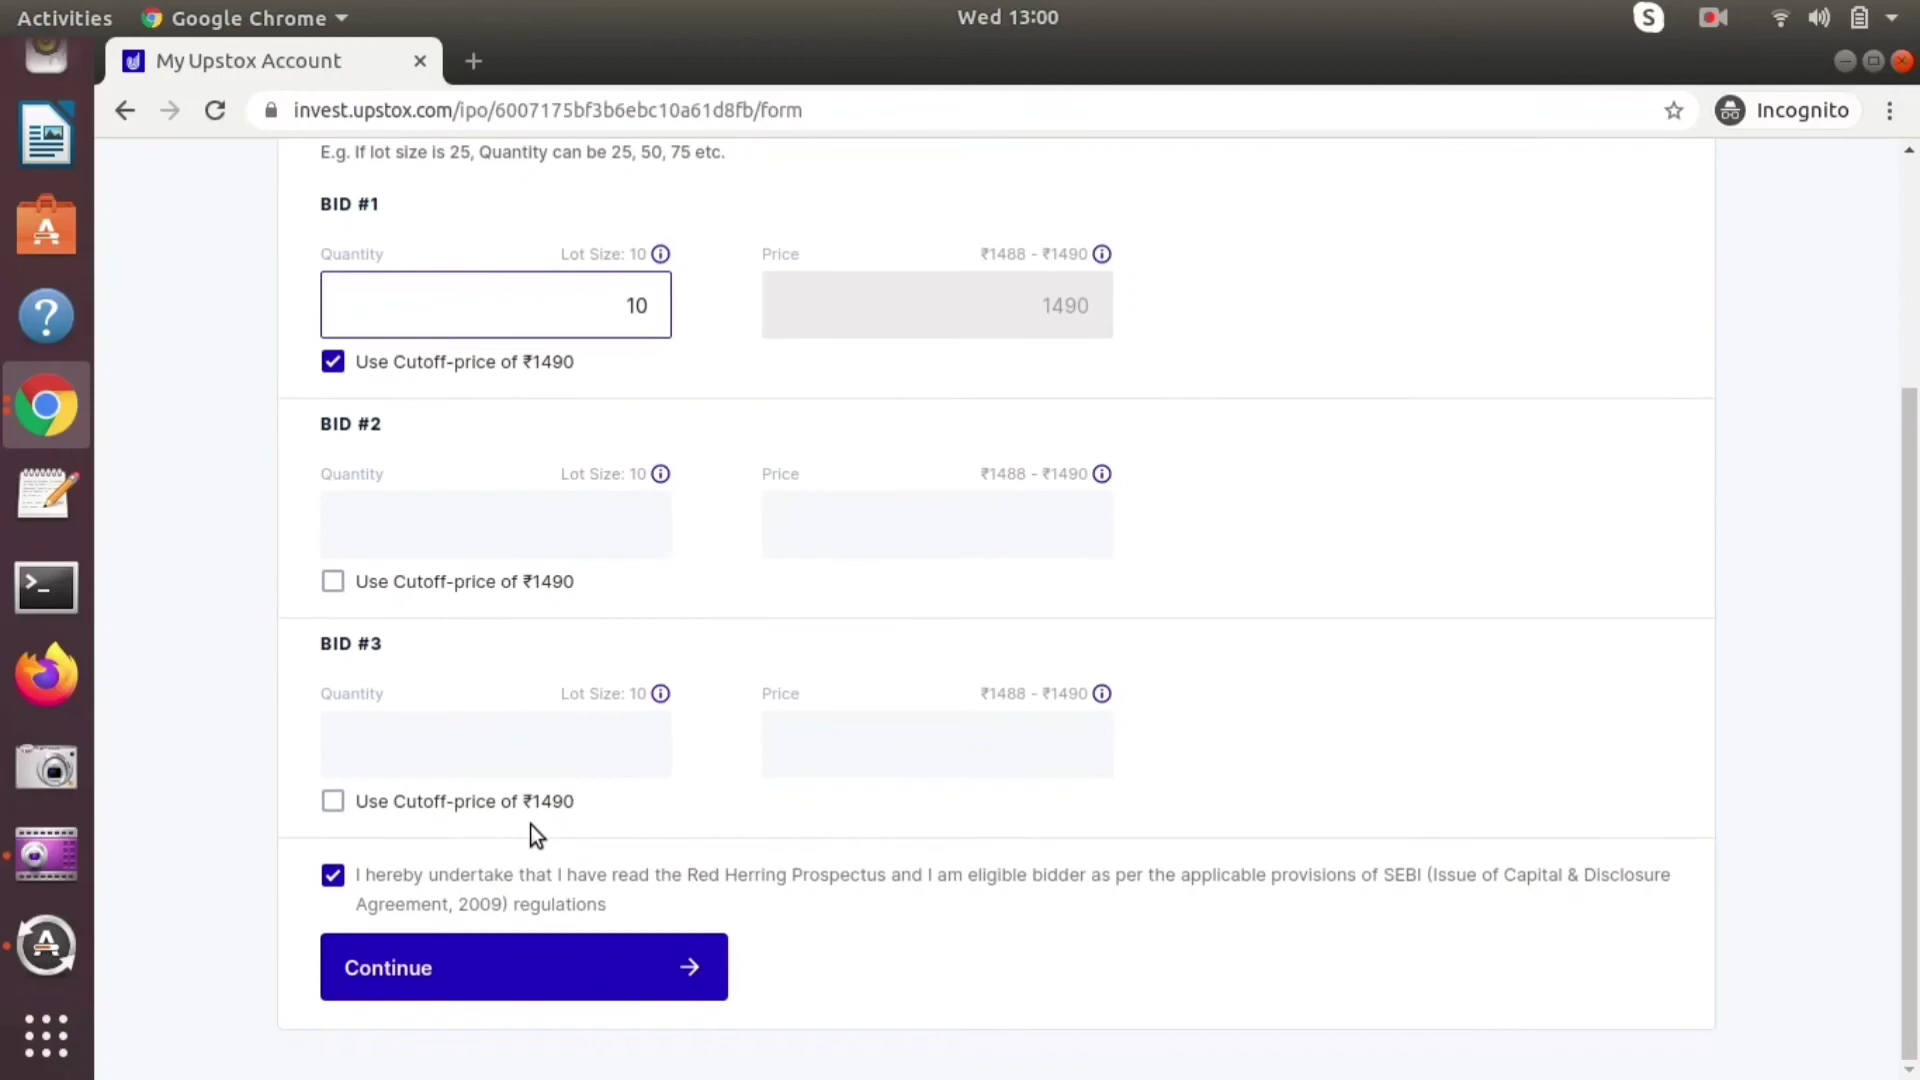 Activities
Google Chrome
Wed 13:00
S
My Upstox Account
invest.upstox.com/ipo/6007175bf3b6ebc10a61d8fb/form
Incognito
E.g. If lot size is 25, Quantity can be 25, 50, 75 etc.
BID #1
Quantity Lot Size: 10 Price ₹1488 - ₹1490
10 1490
Use Cutoff-price of ₹1490
BID #2
Quantity Lot Size: 10 Price ₹1488 - ₹1490
Use Cutoff-price of ₹1490
BID #3
Quantity Lot Size: 10 Price ₹1488 - ₹1490
Use Cutoff-price of ₹1490
I hereby undertake that I have read the Red Herring Prospectus and I am eligible bidder as per the applicable provisions of SEBI (Issue of Capital & Disclosure
Agreement, 2009) regulations
Continue